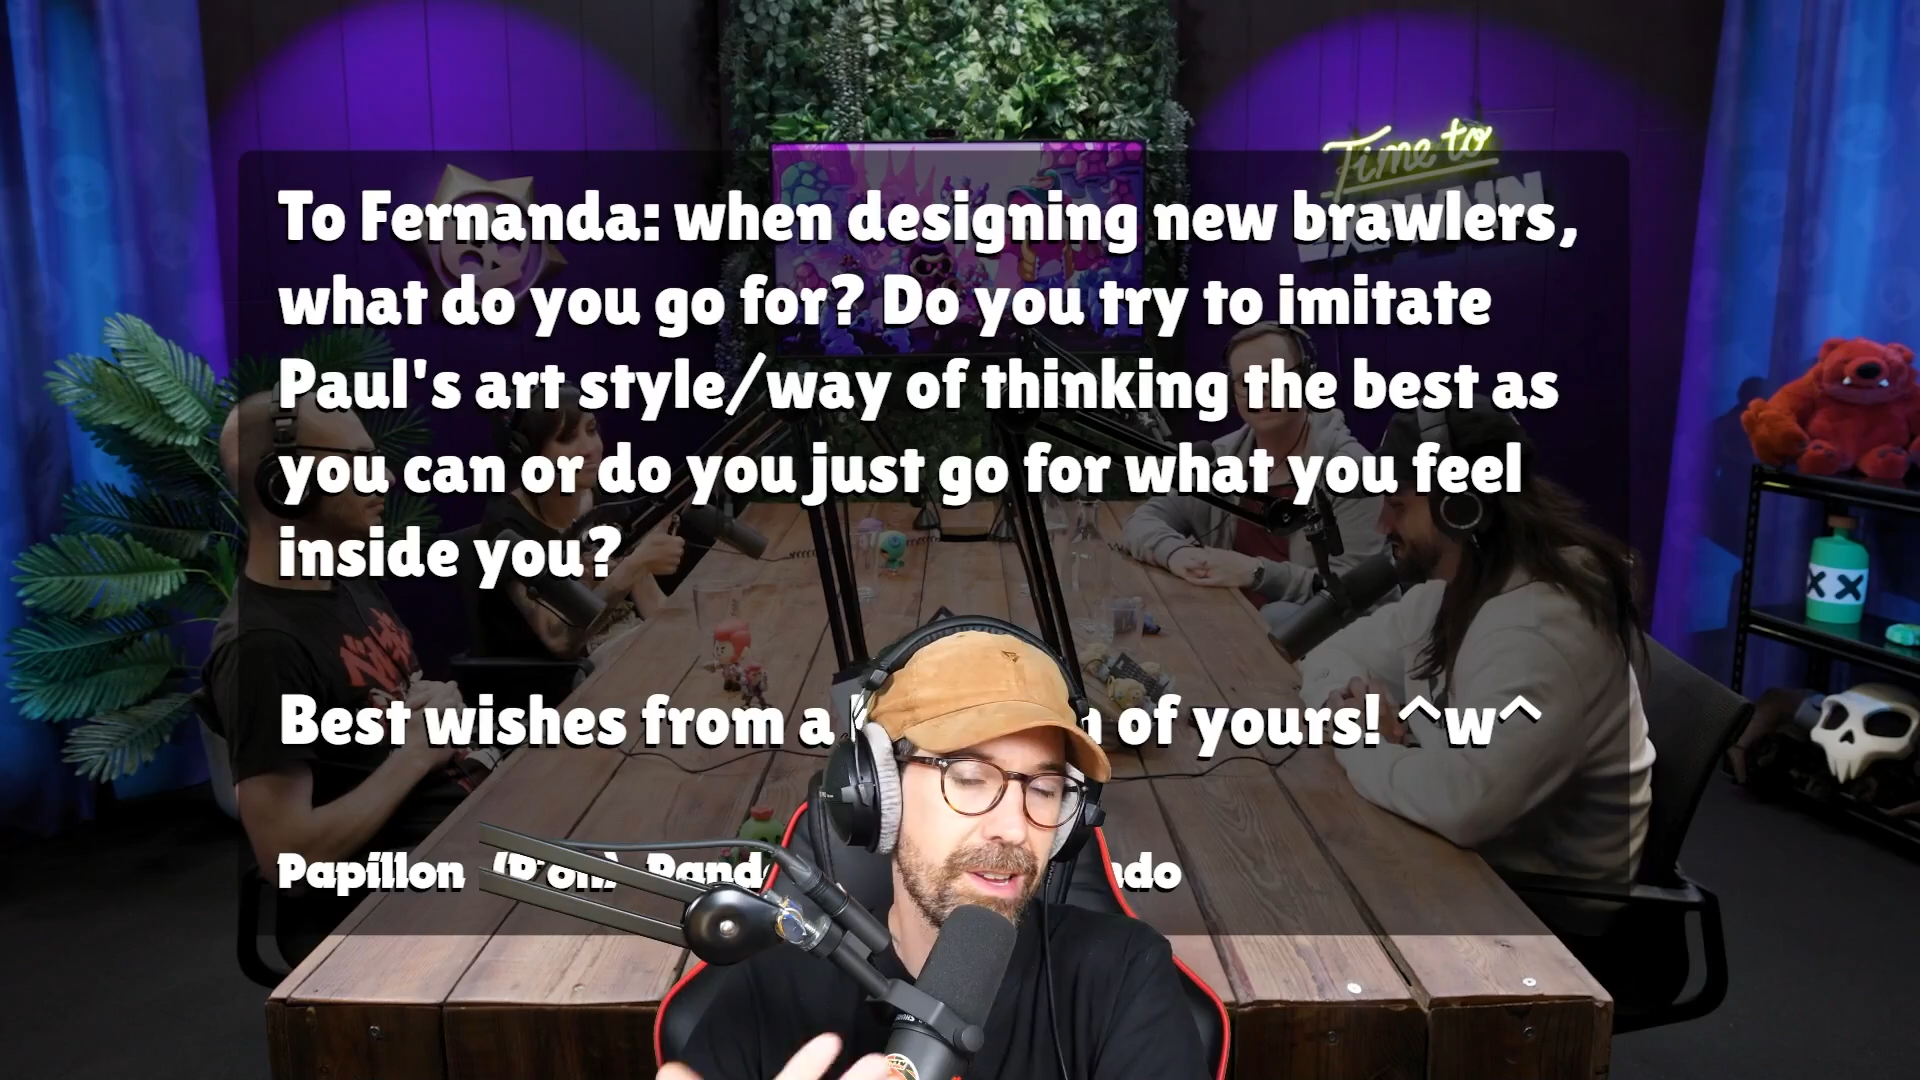 Time to
To Fernanda: when designing new brawlers,
what do you go for? Do you try to imitate
Paul's art style/way of thinking the best as
you can or do you just go for what you feel
inside you?
Best wishes from a of yours! ^w^
Papillon